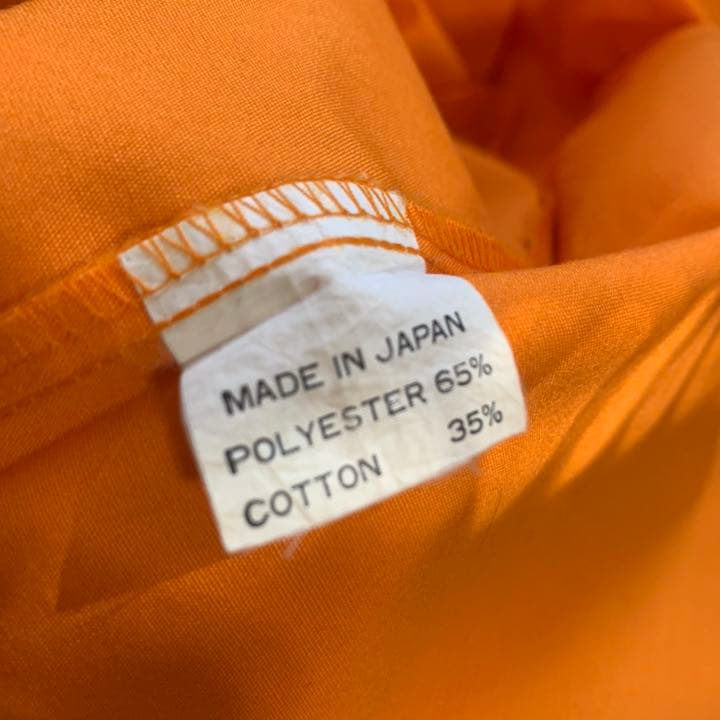 MADE IN JAPAN
POLYESTER 65%
COTTON 35%